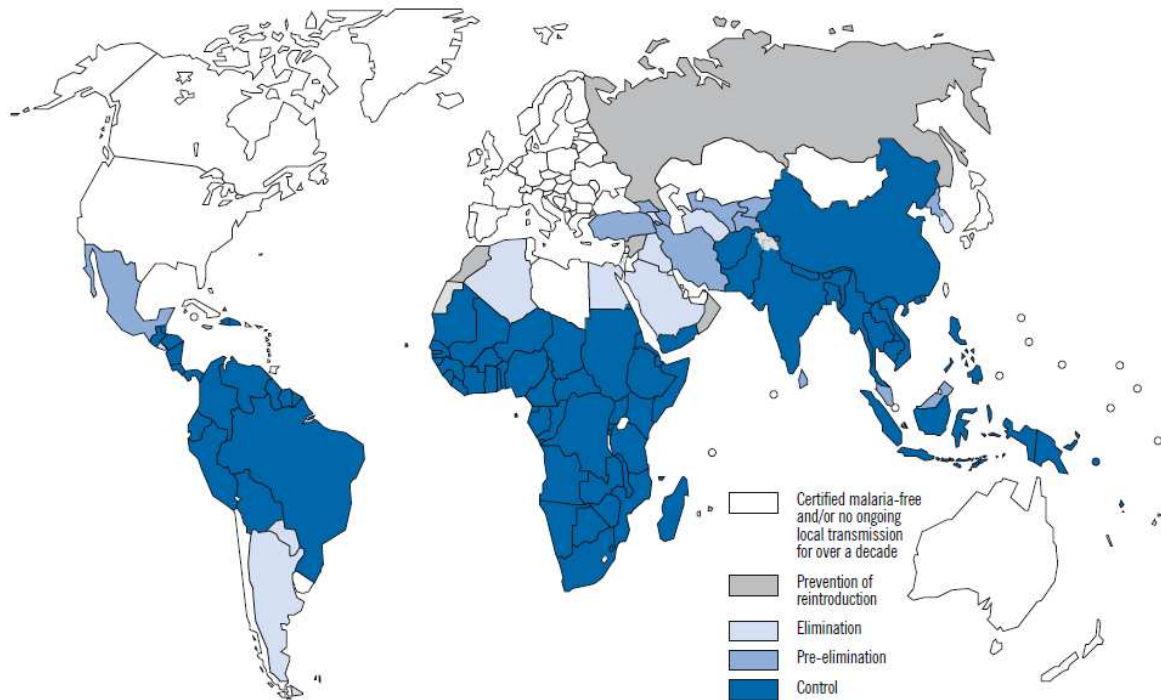 Certified malaria-free
and/or no ongoing
local transmission
for over a decade
Prevention of
reintroduction
Elimination
Pre-elimination
Control